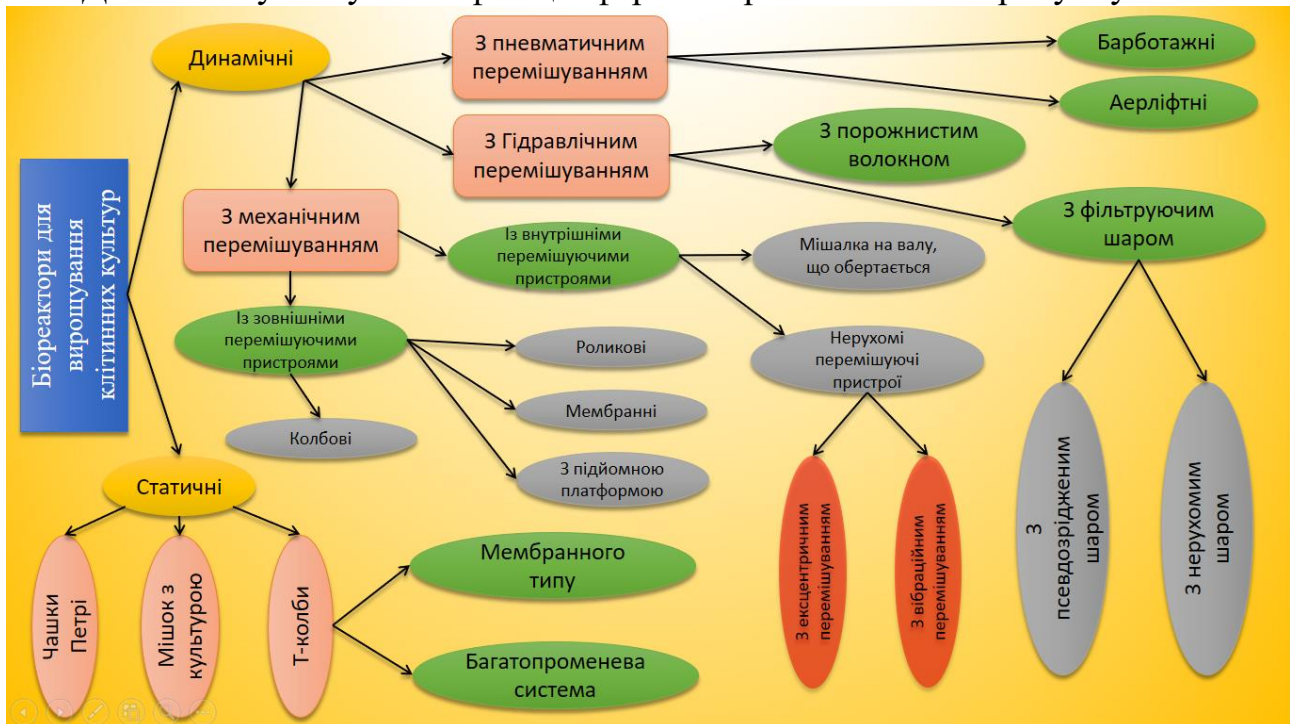 Динамічні
З пневматичним
перемішуванням
Барботажні
Аерліфтні
З Гідравлічним
перемішуванням
З порожнистим
волокном
З фільтруючим
шаром
Біореактори для
вирощування
клітинних культур
З механічним
перемішуванням
Із внутрішніми
перемішуючими
пристроями
Мішалка на валу,
що обертається
Із зовнішніми
перемішуючими
пристроями
Роликові
Нерухомі
перемішуючі
пристрої
Мембранні
Колбові
З підйомною
платформою
Статичні
З ексцентричним
перемішуванням
З вібраційним
перемішуванням
З
псевдозрідженим
шаром
З нерухомим
шаром
Чашки
Петрі
Мішок з
культурою
Т-колби
Мембранного
типу
Багатопроменева
система